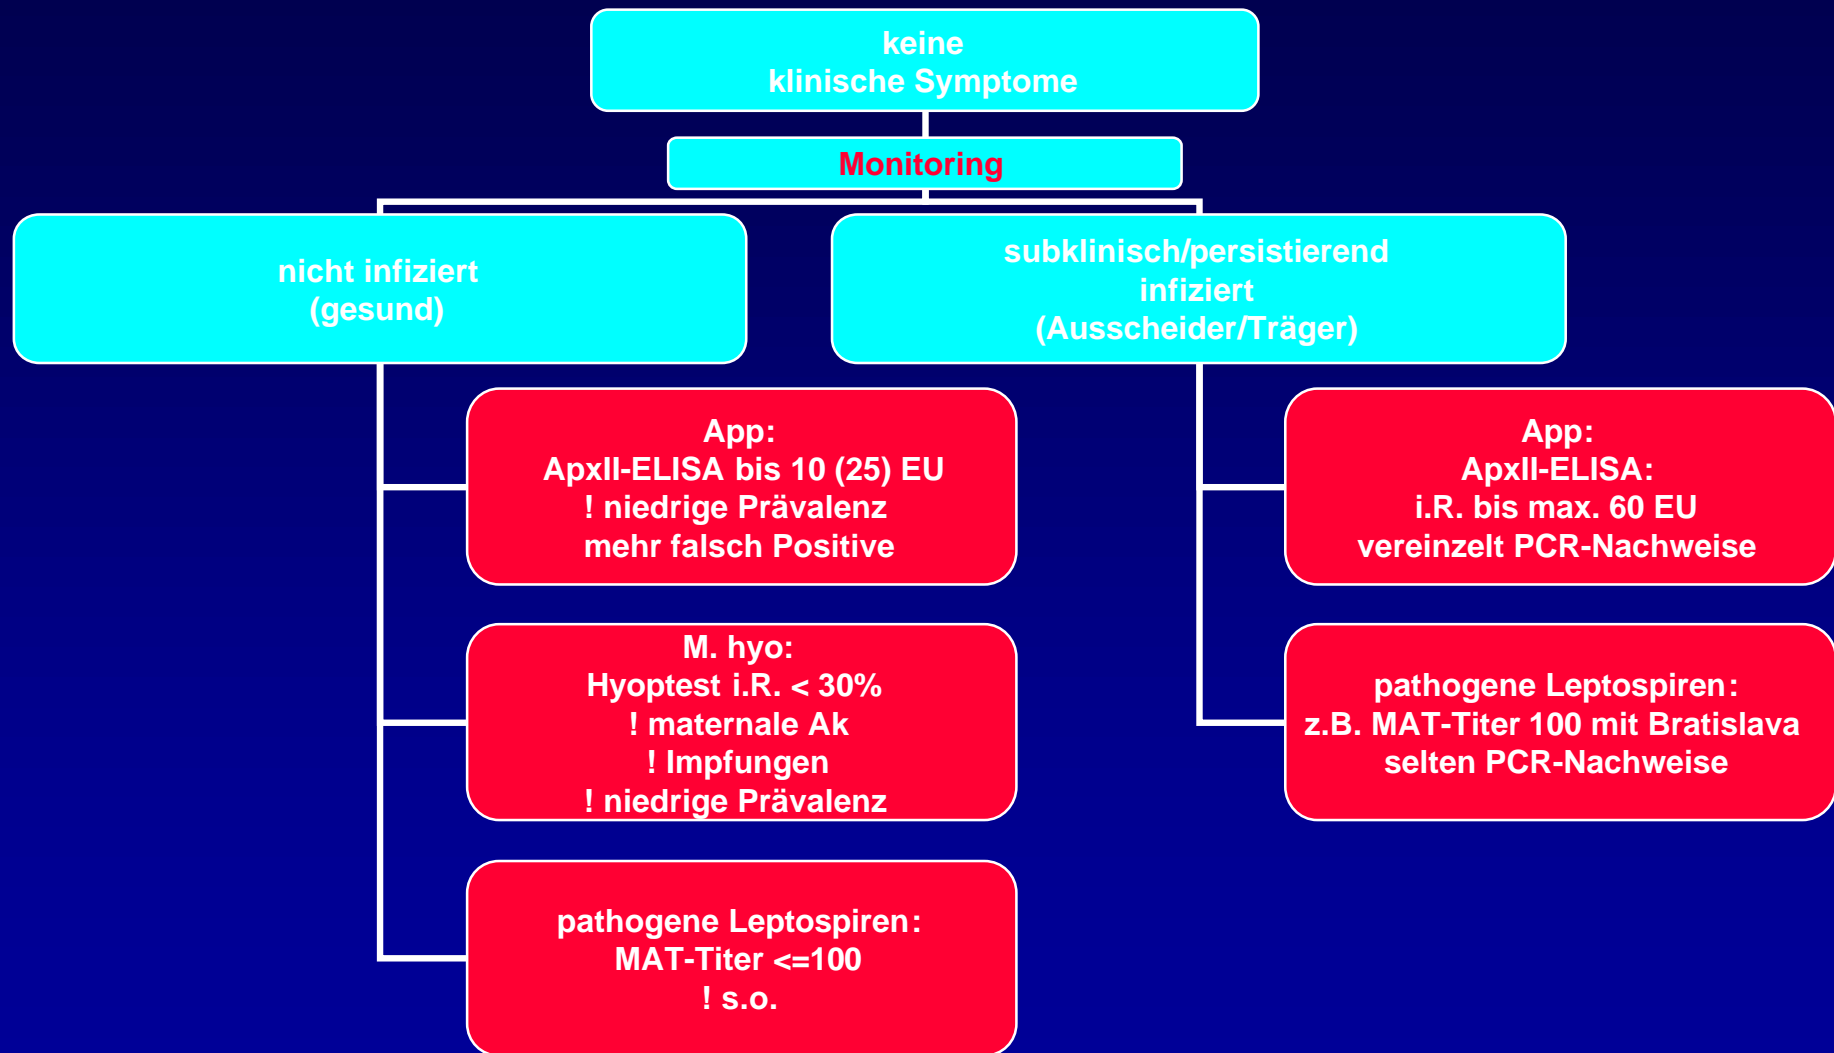 keine
klinische Symptome
Monitoring
nicht infiziert
(gesund)
subklinisch/persistierend
infiziert
(Ausscheider/Träger)
App:
ApxII-ELISA bis 10 (25) EU
! niedrige Prävalenz
mehr falsch Positive
M. hyo:
Hyoptest i.R. < 30%
! maternale Ak
! Impfungen
! niedrige Prävalenz
pathogene Leptospiren:
MAT-Titer <=100
! s.o.
App:
ApxII-ELISA:
i.R. bis max. 60 EU
vereinzelt PCR-Nachweise
pathogene Leptospiren:
z.B. MAT-Titer 100 mit Bratislava
selten PCR-Nachweise